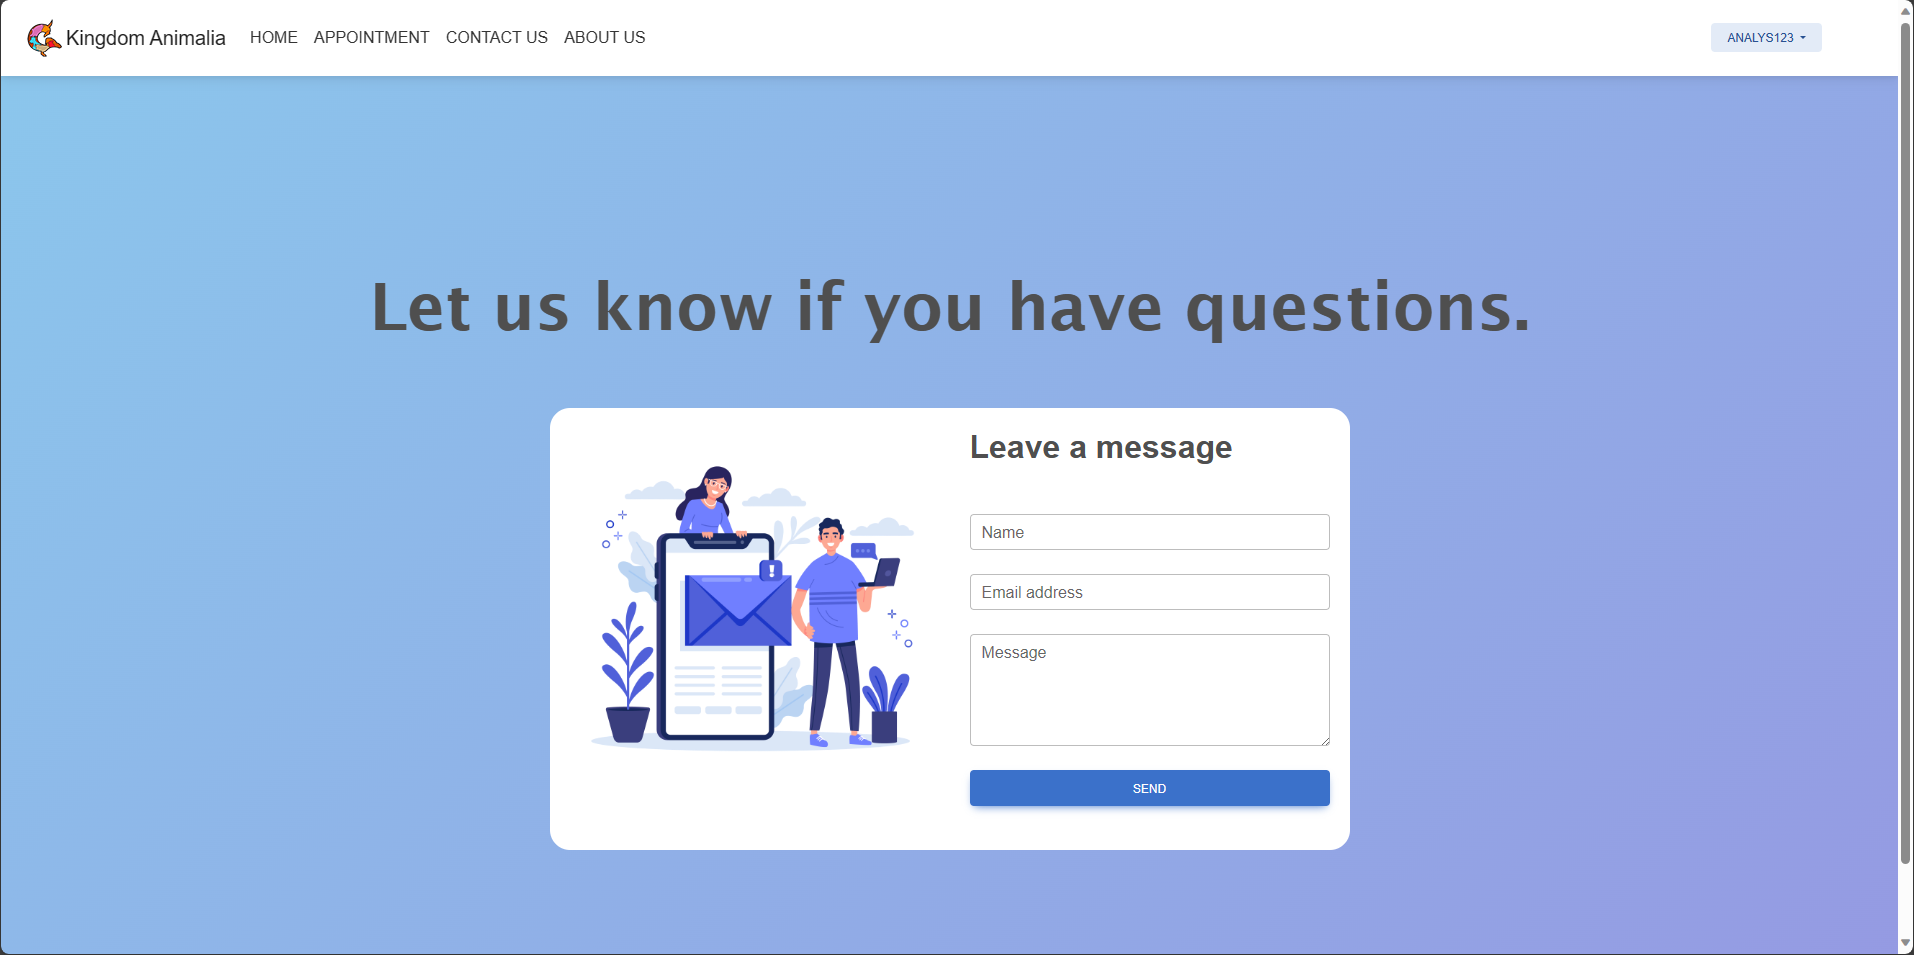 Kingdom Animalia HOME APPOINTMENT CONTACT US ABOUT US ANALYS123
Let us know if you have questions.
Leave a message
Name
Email address
Message
SEND